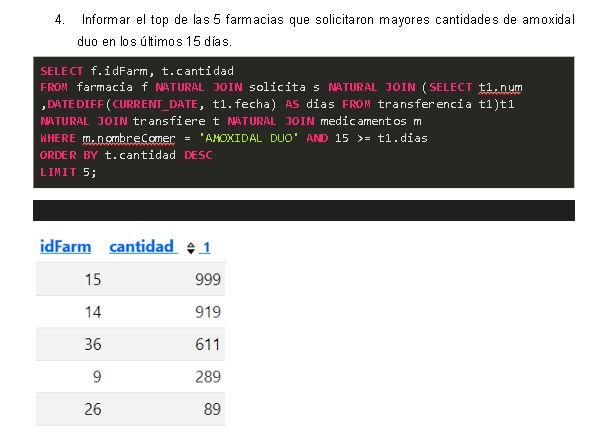 4. Informar el top de las 5 farmacias que solicitaron mayores cantidades de amoxidal
duo en los últimos 15 días.
SELECT f.idFarm, t.cantidad
FROM farmacia f NATURAL JOIN solicita s NATURAL JOIN (SELECT t1.num
,DATEDIFF(CURRENT_DATE, t1.fecha) AS dias FROM transferencia t1)t1
NATURAL JOIN transfiere t NATURAL JOIN medicamentos m
WHERE m.nombreComer = 'AMOXIDAL DUO' AND 15 >= t1.dias
ORDER BY t.cantidad DESC
LIMIT 5;
idFarm cantidad 1
15 999
14 919
36 611
9 289
26 89